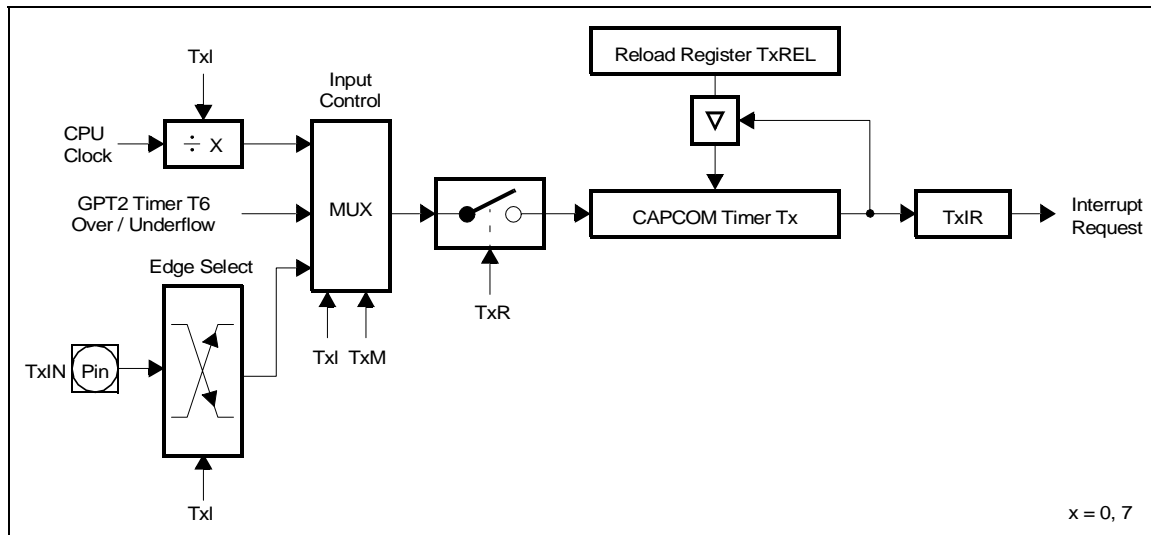 TxI
Reload Register TxREL
Input
Control
CPU
Clock
÷ X
GPT2 Timer T6
Over / Underflow
MUX
CAPCOM Timer Tx
TxIR
Interrupt
Request
Edge Select
TxR
TxI TxM
TxIN
Pin
TxI
x = 0, 7